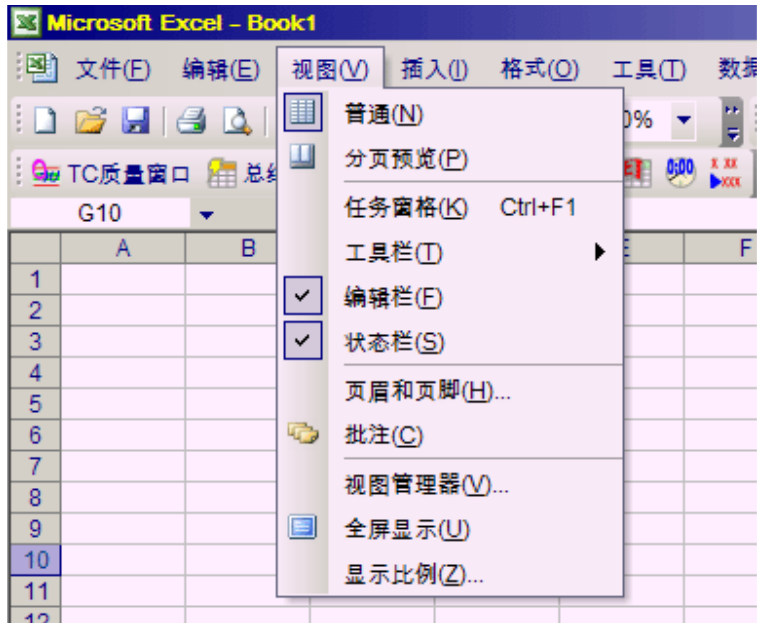 Microsoft Excel - Book1
文件(F) 编辑(E) 视图(V) 插入(I) 格式(O) 工具(T)
普通(N)
0%
分页预览(P)
TC质量窗口
任务窗格(K) Ctrl+F1
G10
工具栏(T)
A B F
编辑栏(F)
状态栏(S)
页眉和页脚(H)...
批注(C)
视图管理器(V)...
全屏显示(U)
显示比例(Z)...
1
2
3
4
5
6
7
8
9
10
11
12